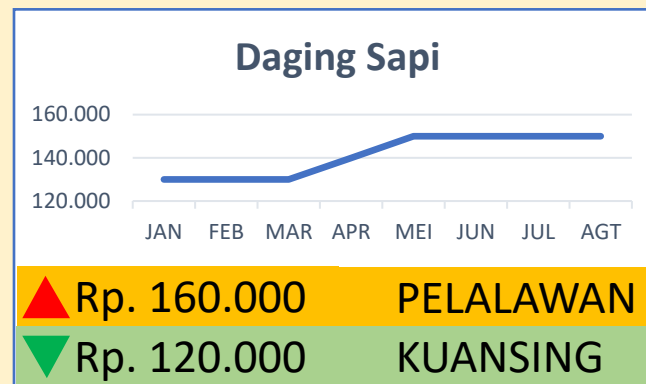 Daging Sapi
160.000
140.000
120.000
JAN FEB MAR APR MEI JUN JUL AGT
Rp. 160.000 PELALAWAN
Rp. 120.000 KUANSING